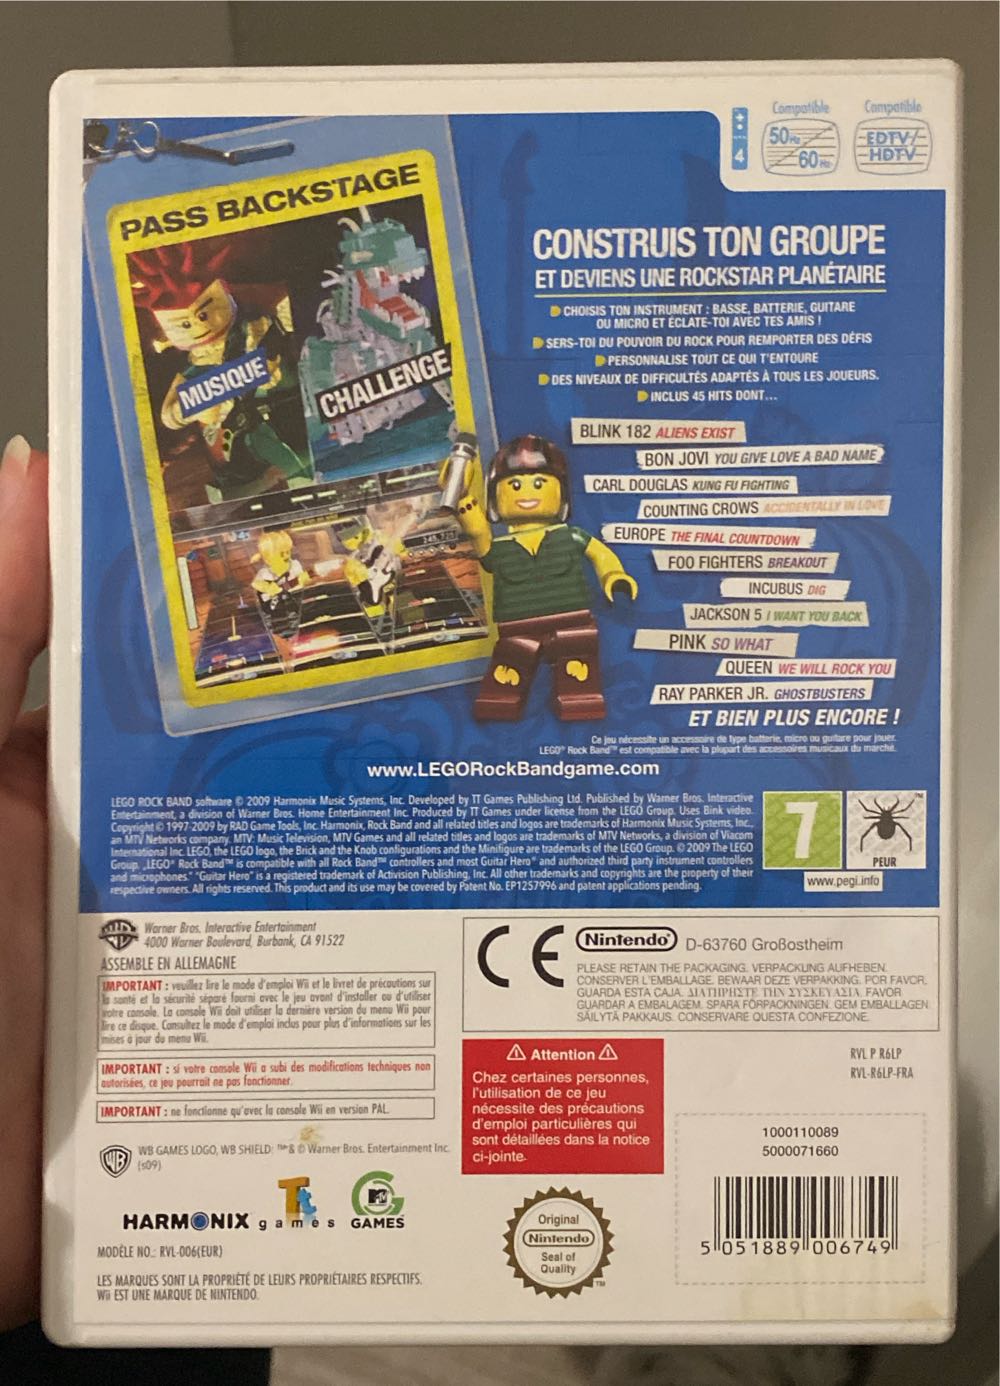 Compatible
50Hz
60Hz
Compatible
EDTV/
HDTV
4
PASS BACKSTAGE
MUSIQUE
CHALLENGE
CONSTRUIS TON GROUPE
ET DEVIENS UNE ROCKSTAR PLANÉTAIRE
CHOISIS TON INSTRUMENT : BASSE, BATTERIE, GUITARE
OU MICRO ET ÉCLATE-TOI AVEC TES AMIS !
SERS-TOI DU POUVOIR DU ROCK POUR REMPORTER DES DÉFIS
PERSONNALISE TOUT CE QUI T'ENTOURE
DES NIVEAUX DE DIFFICULTÉS ADAPTÉS À TOUS LES JOUEURS.
INCLUS 45 HITS DONT...
BLINK 182 ALIENS EXIST
BON JOVI YOU GIVE LOVE A BAD NAME
CARL DOUGLAS KUNG FU FIGHTING
COUNTING CROWS ACCIDENTALLY IN LOVE
EUROPE THE FINAL COUNTDOWN
FOO FIGHTERS BREAKOUT
INCUBUS DIG
JACKSON 5 I WANT YOU BACK
PINK SO WHAT
QUEEN WE WILL ROCK YOU
RAY PARKER JR. GHOSTBUSTERS
ET BIEN PLUS ENCORE !
Ce jeu nécessite un accessoire de type batterie, micro ou guitare pour jouer.
LEGO® Rock Band™ est compatible avec la plupart des accessoires musicaux du marché.
www.LEGORockBandgame.com
LEGO ROCK BAND software © 2009 Harmonix Music Systems, Inc. Developed by TT Games Publishing Ltd. Published by Warner Bros. Interactive
Entertainment, a division of Warner Bros. Home Entertainment Inc. Produced by TT Games under license from the LEGO Group. Uses Bink video.
Copyright © 1997-2009 by RAD Game Tools, Inc. Harmonix, Rock Band and all related titles and logos are trademarks of Harmonix Music Systems, Inc.,
an MTV Networks company. MTV: Music Television, MTV Games and all related titles and logos are trademarks of MTV Networks, a division of Viacom
International Inc. LEGO, the LEGO logo, the Brick and the Knob configurations and the Minifigure are trademarks of the LEGO Group. © 2009 The LEGO
Group. „LEGO® Rock Band™ is compatible with all Rock Band™ controllers and most Guitar Hero® and authorized third party instrument controllers
and microphones." "Guitar Hero" is a registered trademark of Activision Publishing, Inc. All other trademarks and copyrights are the property of their
respective owners. All rights reserved. This product and its use may be covered by Patent No. EP1257996 and patent applications pending.
7
PEUR
www.pegi.info
Warner Bros. Interactive Entertainment
4000 Warner Boulevard, Burbank, CA 91522
ASSEMBLE EN ALLEMAGNE
IMPORTANT : veuillez lire le mode d'emploi Wii et le livret de précautions sur
la santé et la sécurité séparé fourni avec le jeu avant d'installer ou d'utiliser
votre console. La console Wii doit utiliser la dernière version du menu Wii pour
lire ce disque. Consultez le mode d'emploi inclus pour plus d'informations sur les
mises à jour du menu Wii.
IMPORTANT : si votre console Wii a subi des modifications techniques non
autorisées, ce jeu pourrait ne pas fonctionner.
IMPORTANT : ne fonctionne qu'avec la console Wii en version PAL.
WB GAMES LOGO, WB SHIELD: ™ & © Warner Bros. Entertainment Inc.
(s09)
HARMONIX
Tt games
MTV GAMES
MODÈLE NO.: RVL-006(EUR)
LES MARQUES SONT LA PROPRIÉTÉ DE LEURS PROPRIÉTAIRES RESPECTIFS.
Wii EST UNE MARQUE DE NINTENDO.
CE
Nintendo® D-63760 Großostheim
PLEASE RETAIN THE PACKAGING. VERPACKUNG AUFHEBEN.
CONSERVER L'EMBALLAGE. BEWAAR DEZE VERPAKKING. POR FAVOR,
GUARDA ESTA CAJA. ΔΙΑΤΗΡΗΣΤΕ ΤΗΝ ΣΥΣΚΕΥΑΣΙΑ. FAVOR
GUARDAR A EMBALAGEM. SPARA FÖRPACKNINGEN. GEM EMBALLAGEN.
SÄILYTÄ PAKKAUS. CONSERVARE QUESTA CONFEZIONE.
⚠ Attention ⚠
Chez certaines personnes,
l'utilisation de ce jeu
nécessite des précautions
d'emploi particulières qui
sont détaillées dans la notice
ci-jointe.
Original
Nintendo
Seal of
Quality
™
RVL P R6LP
RVL-R6LP-FRA
1000110089
5000071660
5 051889 006749